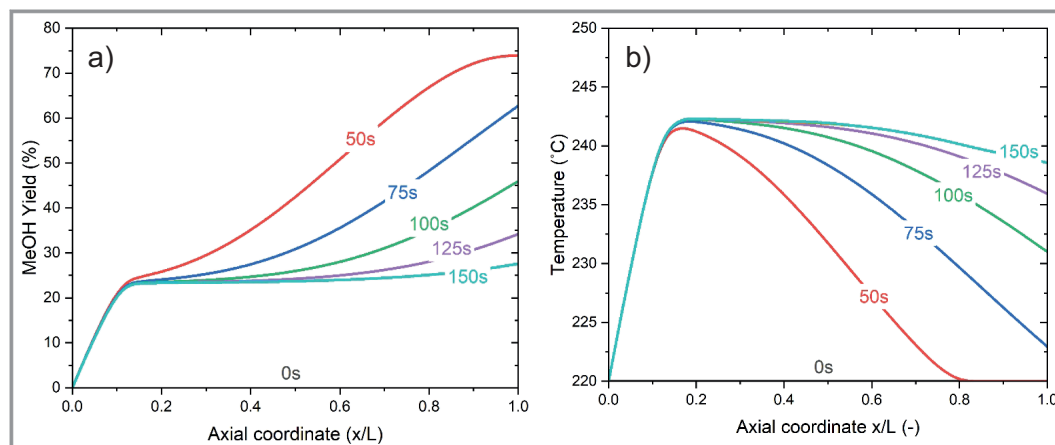 a)
MeOH Yield (%)
80
70
60
50
40
30
20
10
0
50s
75s
100s
125s
150s
0s
0.0 0.2 0.4 0.6 0.8 1.0
Axial coordinate (x/L)
b)
Temperature (°C)
250
245
240
235
230
225
220
150s
125s
100s
75s
50s
0s
0.0 0.2 0.4 0.6 0.8 1.0
Axial coordinate x/L (-)